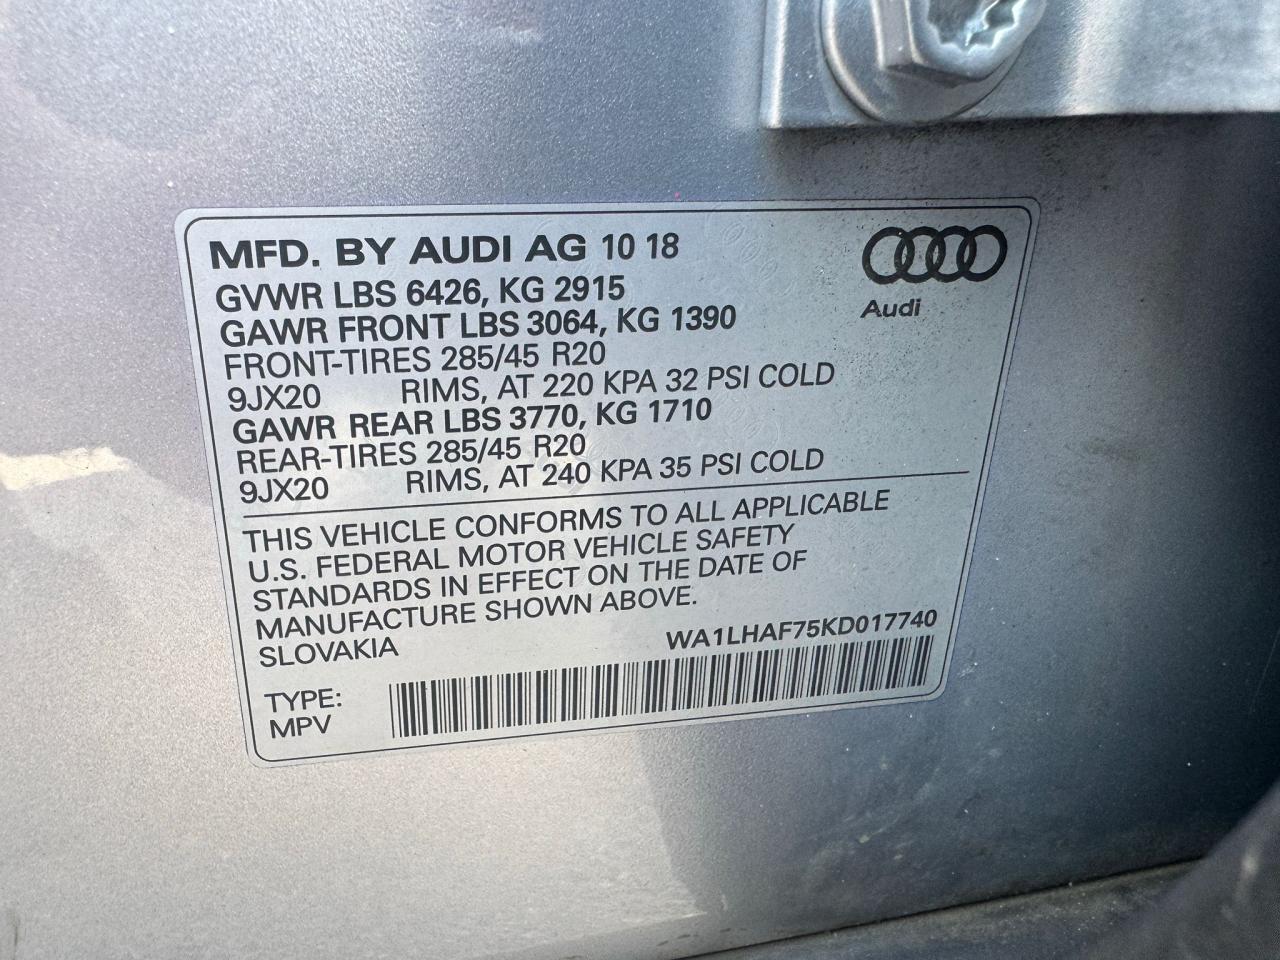 MFD. BY AUDI AG 10 18
GVWR LBS 6426, KG 2915
GAWR FRONT LBS 3064, KG 1390
FRONT-TIRES 285/45 R20
9JX20 RIMS, AT 220 KPA 32 PSI COLD
GAWR REAR LBS 3770, KG 1710
REAR-TIRES 285/45 R20
9JX20 RIMS, AT 240 KPA 35 PSI COLD
Audi
THIS VEHICLE CONFORMS TO ALL APPLICABLE
U.S. FEDERAL MOTOR VEHICLE SAFETY
STANDARDS IN EFFECT ON THE DATE OF
MANUFACTURE SHOWN ABOVE.
SLOVAKIA
WA1LHAF75KD017740
TYPE:
MPV